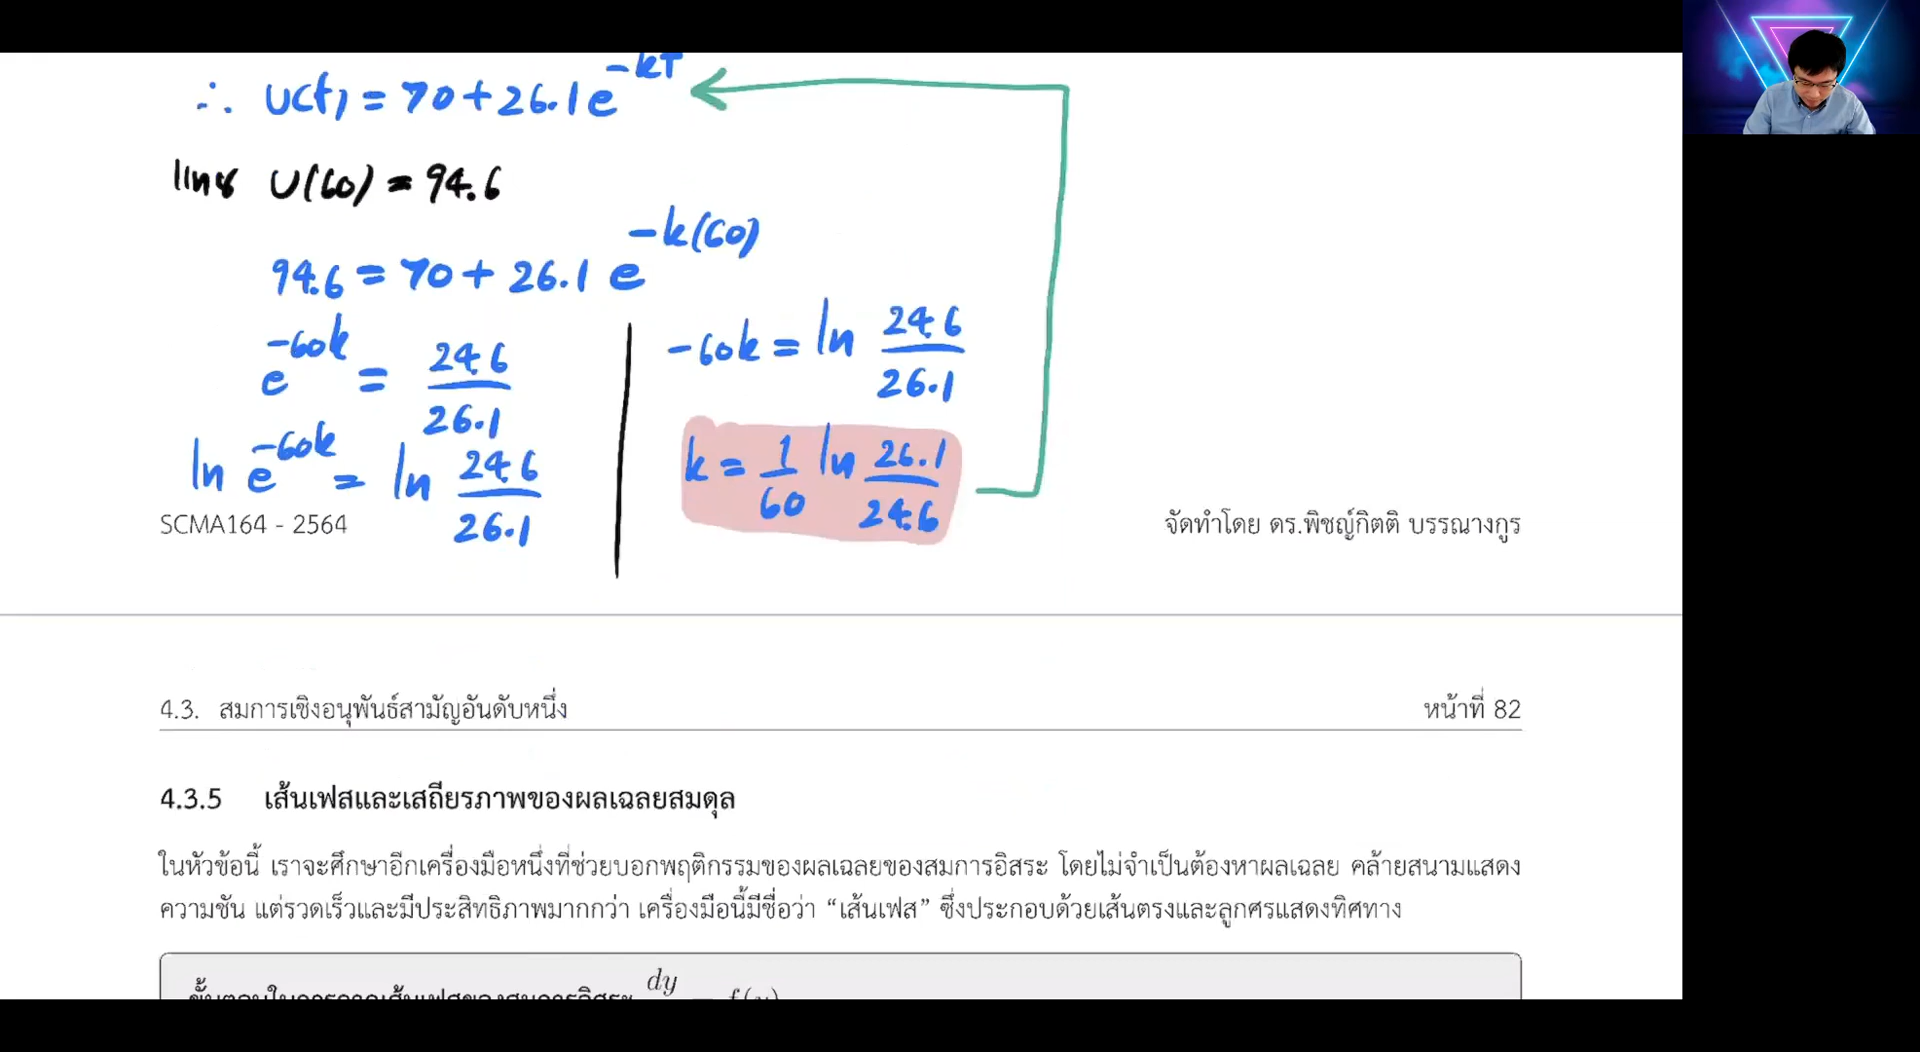 ∴ U(t) = 70 + 26.1 e^{-kt}
และ U(60) = 94.6
94.6 = 70 + 26.1 e^{-k(60)}
e^{-60k} = 24.6/26.1
ln e^{-60k} = ln 24.6/26.1
-60k = ln 24.6/26.1
k = 1/60 ln 26.1/24.6
SCMA164 - 2564
จัดทำโดย ดร.พิชญ์กิตติ บรรณางกูร
4.3. สมการเชิงอนุพันธ์สามัญอันดับหนึ่ง
หน้าที่ 82
4.3.5 เส้นเฟสและเสถียรภาพของผลเฉลยสมดุล
ในหัวข้อนี้ เราจะศึกษาอีกเครื่องมือหนึ่งที่ช่วยบอกพฤติกรรมของผลเฉลยของสมการอิสระ โดยไม่จำเป็นต้องหาผลเฉลย คล้ายสนามแสดง
ความชัน แต่รวดเร็วและมีประสิทธิภาพมากกว่า เครื่องมือนี้มีชื่อว่า “เส้นเฟส” ซึ่งประกอบด้วยเส้นตรงและลูกศรแสดงทิศทาง
dy